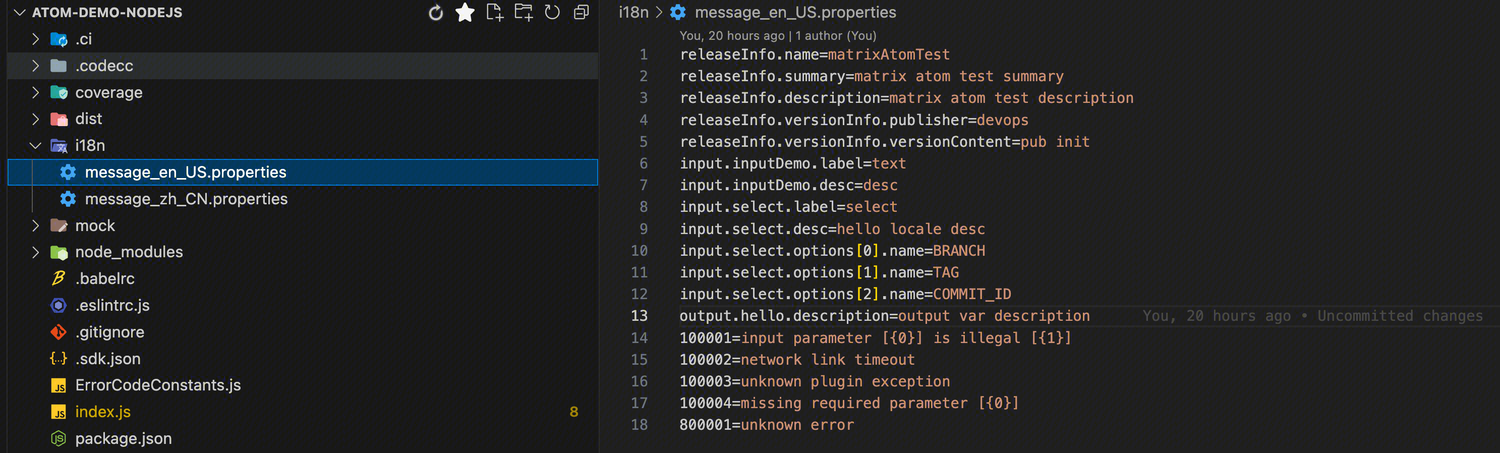 ATOM-DEMO-NODEJS
.ci
.codecc
coverage
dist
i18n
message_en_US.properties
message_zh_CN.properties
mock
node_modules
.babelrc
.eslintrc.js
.gitignore
.sdk.json
ErrorCodeConstants.js
index.js 8
package.json
i18n > message_en_US.properties
You, 20 hours ago | 1 author (You)
1 releaseInfo.name=matrixAtomTest
2 releaseInfo.summary=matrix atom test summary
3 releaseInfo.description=matrix atom test description
4 releaseInfo.versionInfo.publisher=devops
5 releaseInfo.versionInfo.versionContent=pub init
6 input.inputDemo.label=text
7 input.inputDemo.desc=desc
8 input.select.label=select
9 input.select.desc=hello locale desc
10 input.select.options[0].name=BRANCH
11 input.select.options[1].name=TAG
12 input.select.options[2].name=COMMIT_ID
13 output.hello.description=output var description You, 20 hours ago • Uncommitted changes
14 100001=input parameter [{0}] is illegal [{1}]
15 100002=network link timeout
16 100003=unknown plugin exception
17 100004=missing required parameter [{0}]
18 800001=unknown error